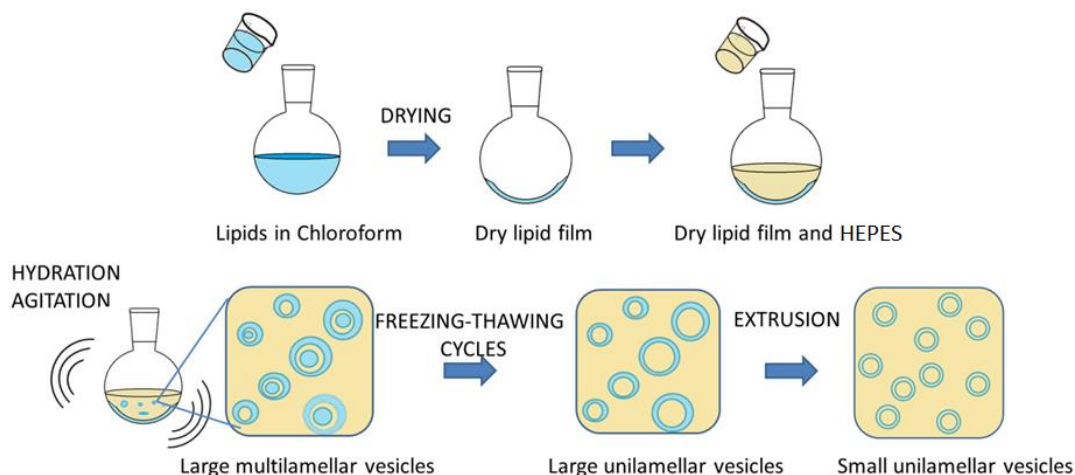 DRYING
Lipids in Chloroform
Dry lipid film
Dry lipid film and HEPES
HYDRATION
AGITATION
FREEZING-THAWING
CYCLES
EXTRUSION
Large multilamellar vesicles
Large unilamellar vesicles
Small unilamellar vesicles